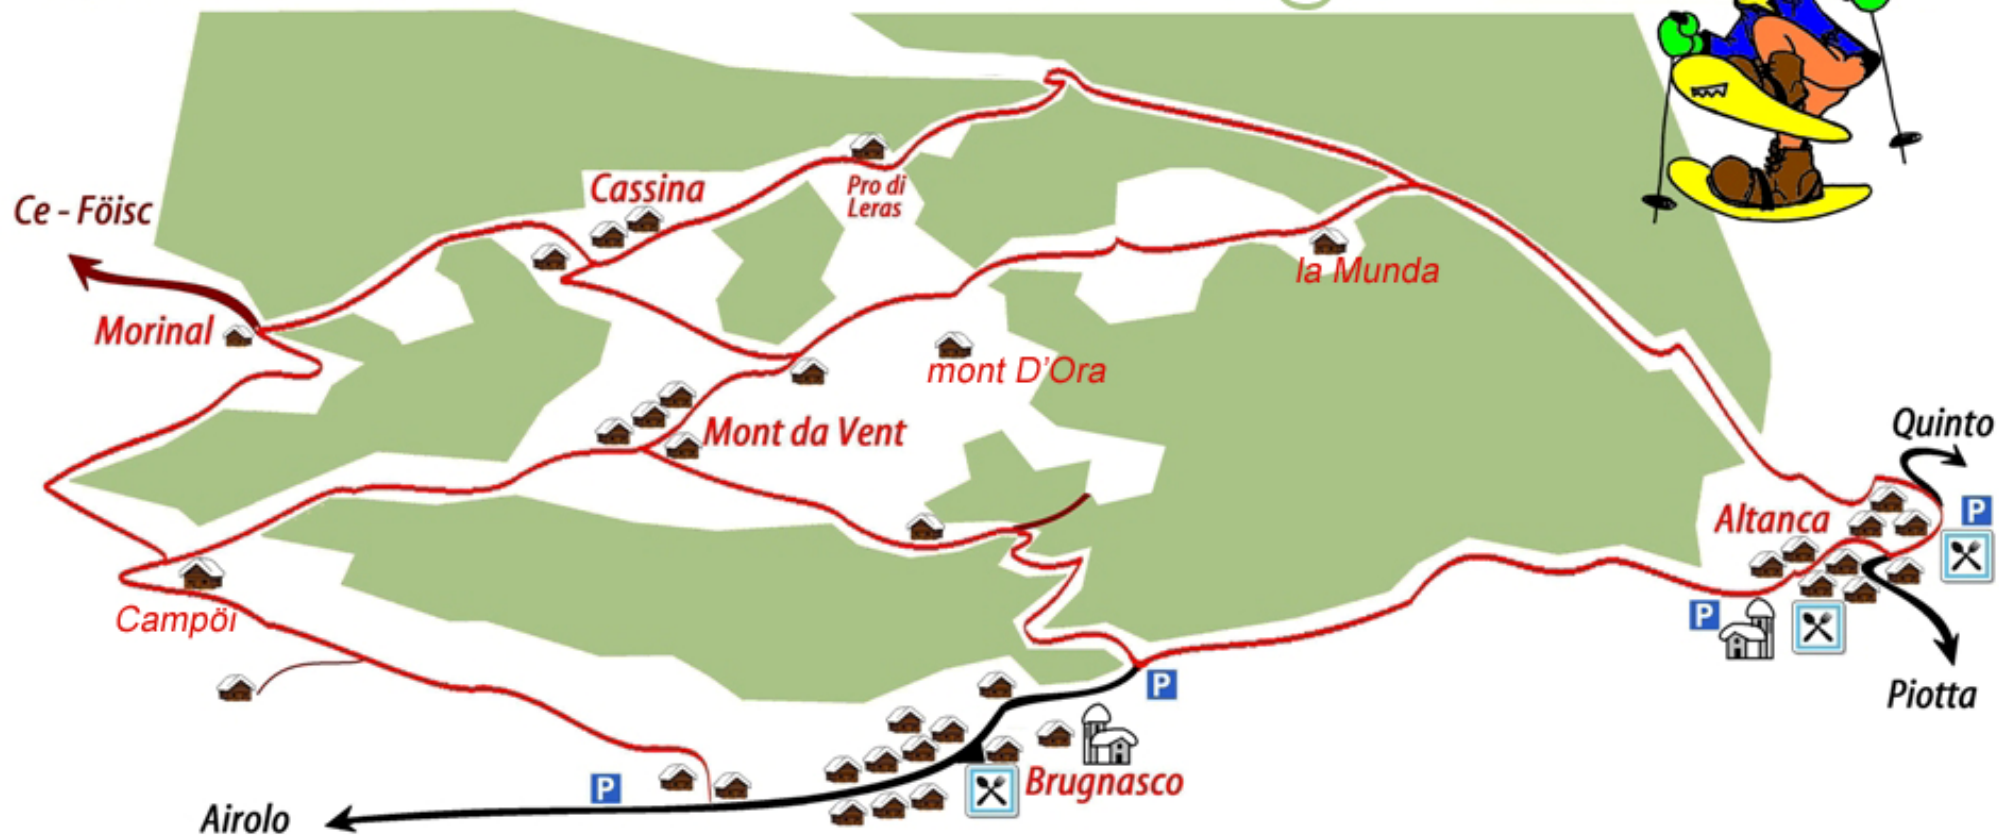 Cassina
Pro di
Leras
Ce - Föisc
la Munda
Morinal
mont D'Ora
Mont da Vent
Quinto
P
Altanca
P
Campöi
P
Piotta
P
Brugnasco
Airolo